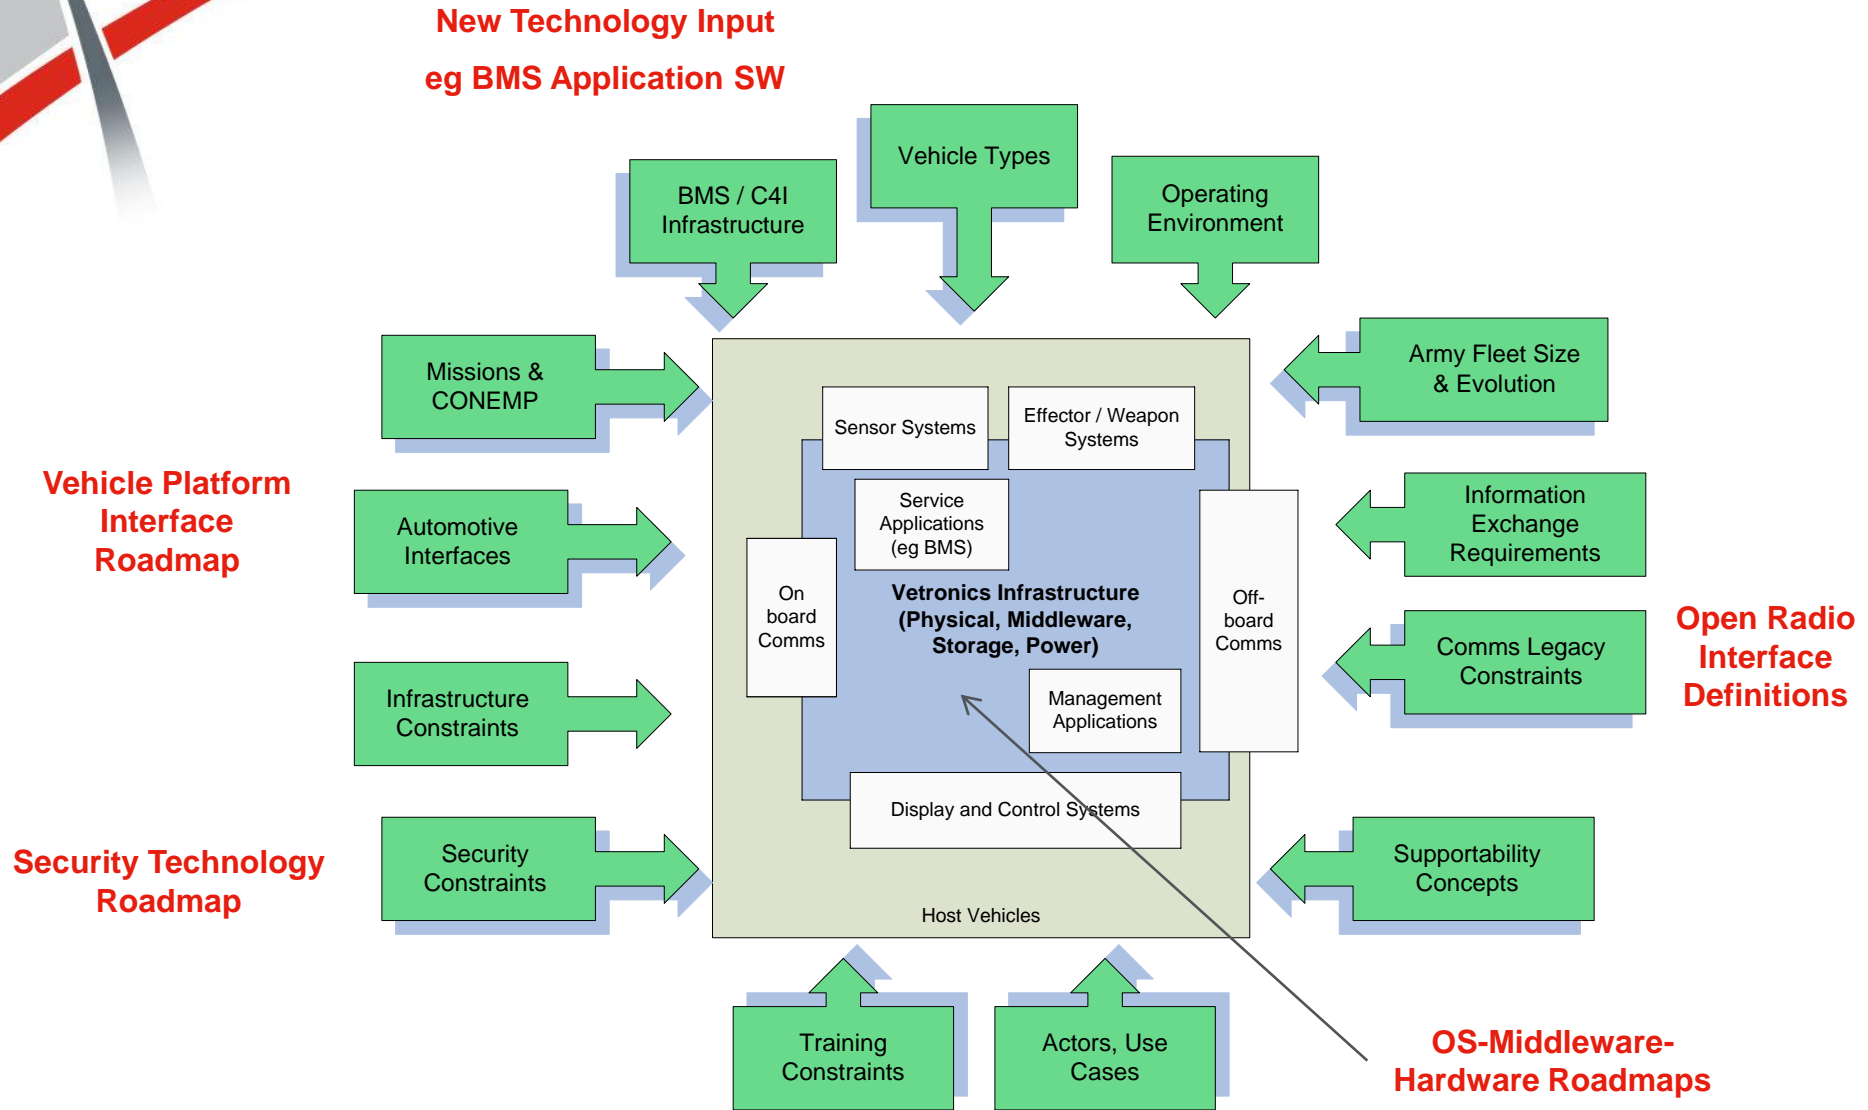 New Technology Input
eg BMS Application SW
Vehicle Types
BMS / C4I
Infrastructure
Operating
Environment
Missions &
CONEMP
Army Fleet Size
& Evolution
Sensor Systems
Effector / Weapon
Systems
Vehicle Platform
Interface
Roadmap
Automotive
Interfaces
Service
Applications
(eg BMS)
Information
Exchange
Requirements
On
board
Comms
Vetronics Infrastructure
(Physical, Middleware,
Storage, Power)
Off-
board
Comms
Comms Legacy
Constraints
Open Radio
Interface
Definitions
Infrastructure
Constraints
Management
Applications
Display and Control Systems
Security Technology
Roadmap
Security
Constraints
Supportability
Concepts
Host Vehicles
Training
Constraints
Actors, Use
Cases
OS-Middleware-
Hardware Roadmaps